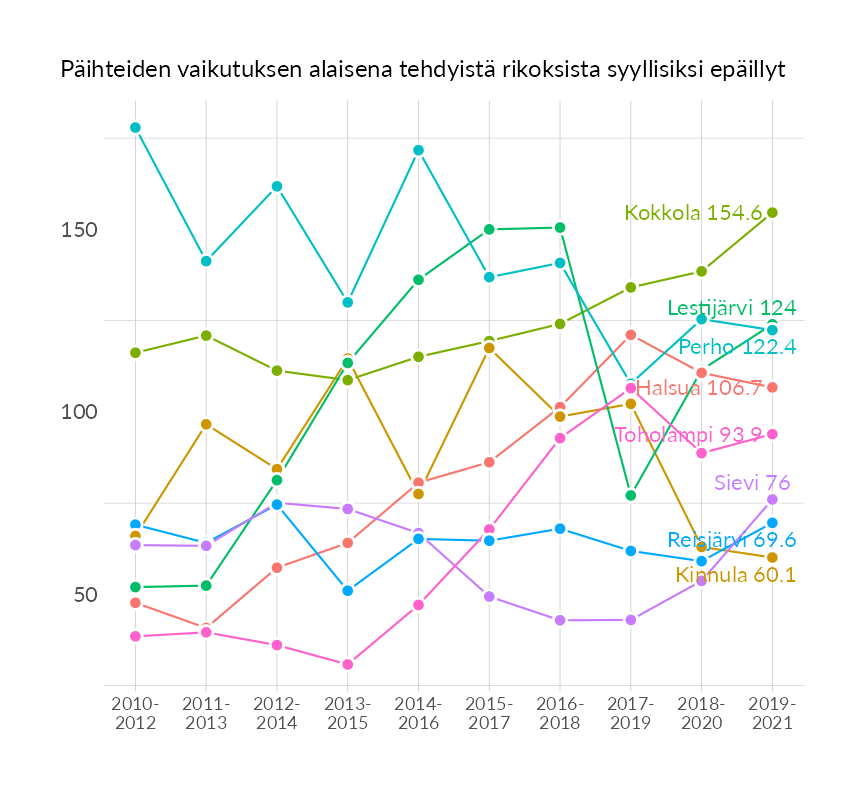 Päihteiden vaikutuksen alaisena tehdyistä rikoksista syyllisiksi epäillyt
150
100
50
Kokkola 154.6
Lestijärvi 124
Perho 122.4
Halsua 106.7
Toholampi 93.9
Sievi 76
Reisjärvi 69.6
Kinnula 60.1
2010-
2012
2011-
2013
2012-
2014
2013-
2015
2014-
2016
2015-
2017
2016-
2018
2017-
2019
2018-
2020
2019-
2021